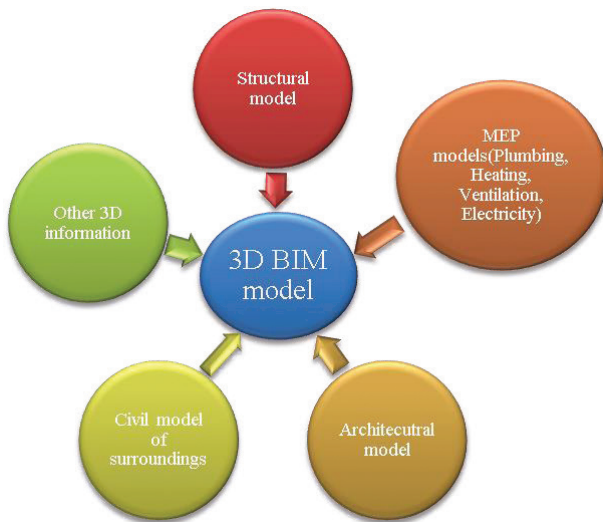 Structural
model
MEP
models(Plumbing,
Heating,
Ventilation,
Electricity)
Other 3D
information
3D BIM
model
Civil model
of
surroundings
Architecutral
model